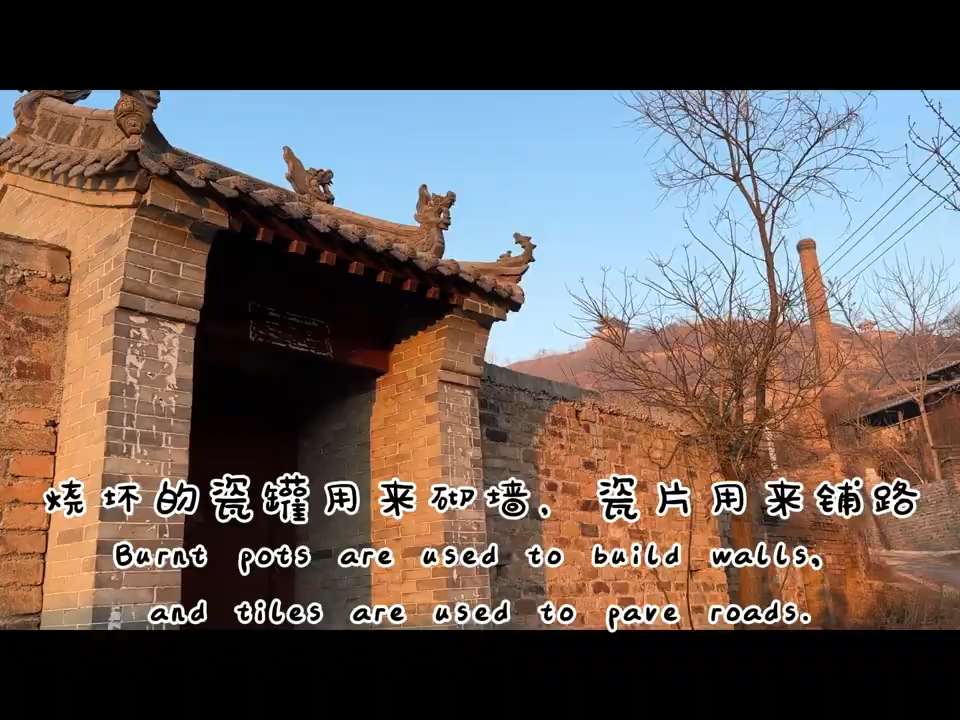 烧坏的瓷罐用来砌墙，瓷片用来铺路
Burnt pots are used to build walls,
and tiles are used to pave roads.